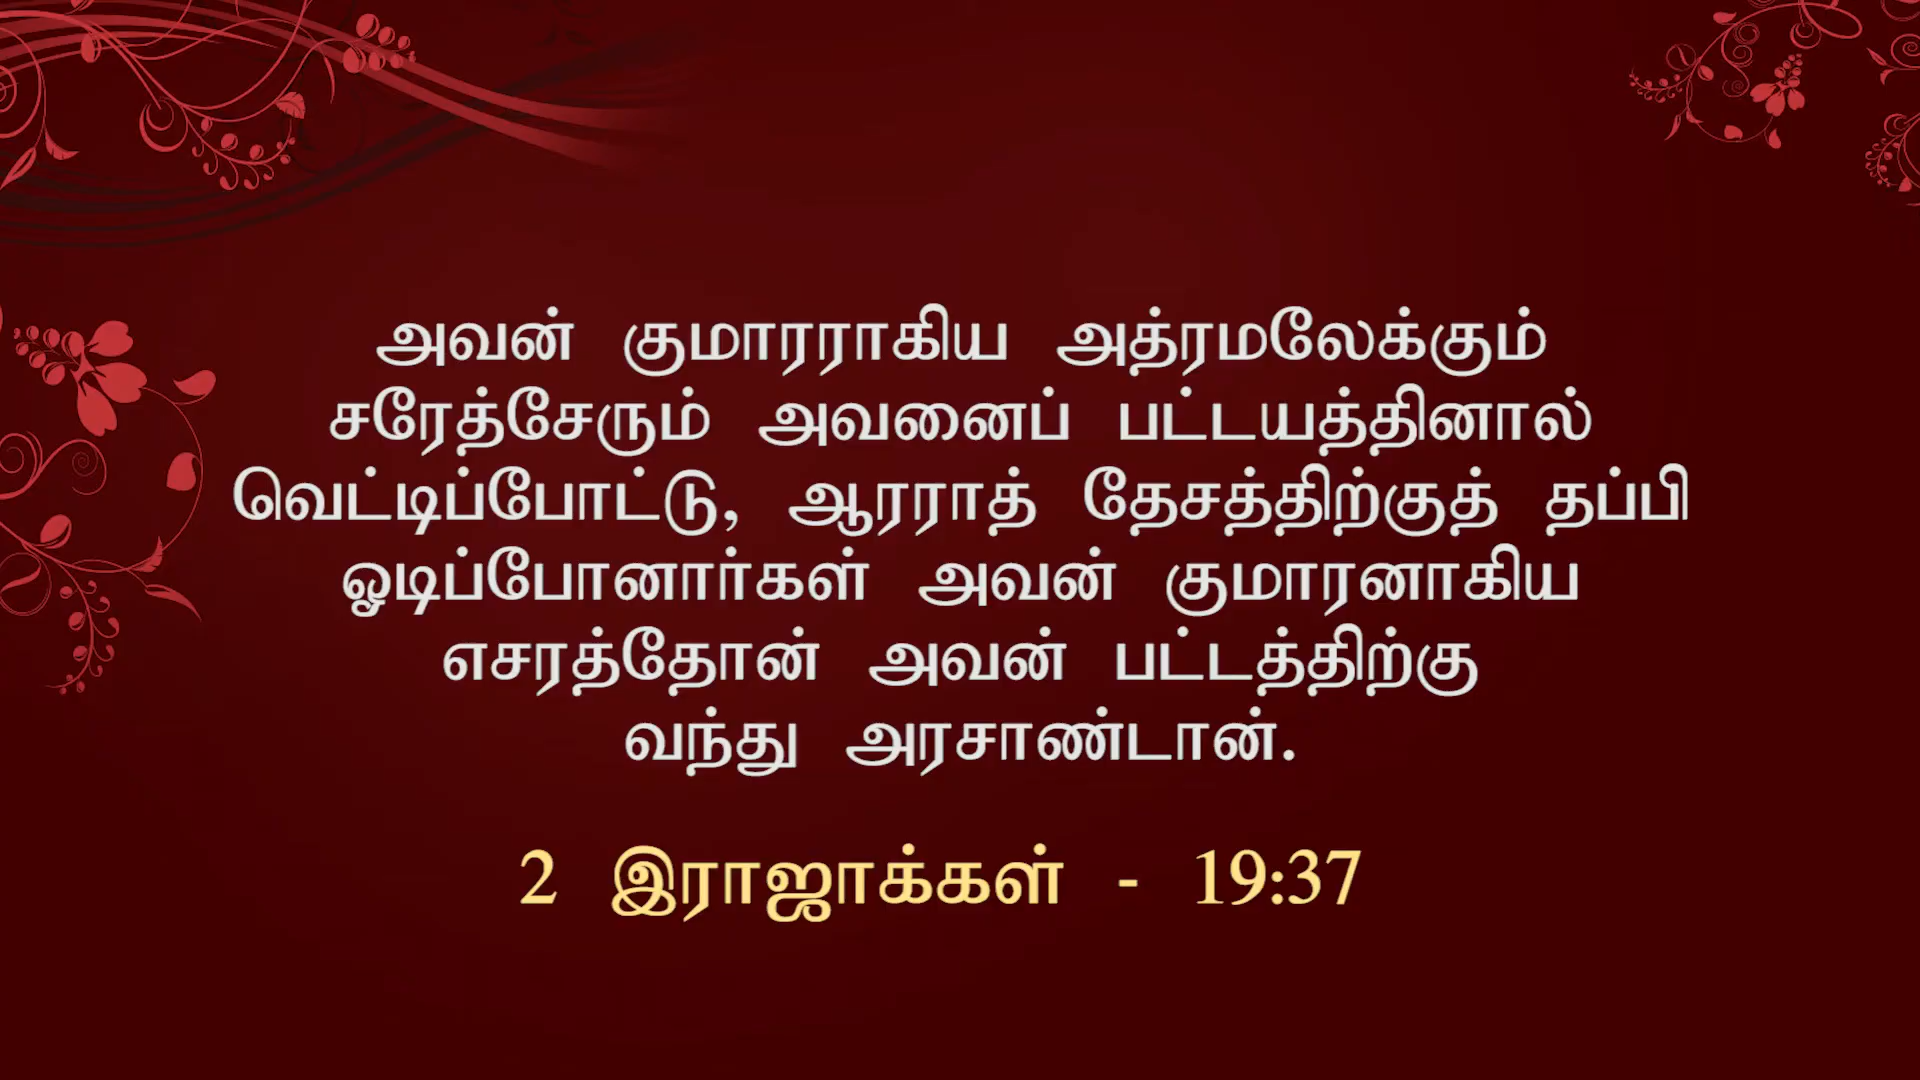 அவன் குமாரராகிய அத்ரமலேக்கும்
சரேத்சேரும் அவனைப் பட்டயத்தினால்
வெட்டிப்போட்டு, ஆரராத் தேசத்திற்குத் தப்பி
ஓடிப்போனார்கள் அவன் குமாரனாகிய
எசரத்தோன் அவன் பட்டத்திற்கு
வந்து அரசாண்டான்.
2 இராஜாக்கள் - 19:37